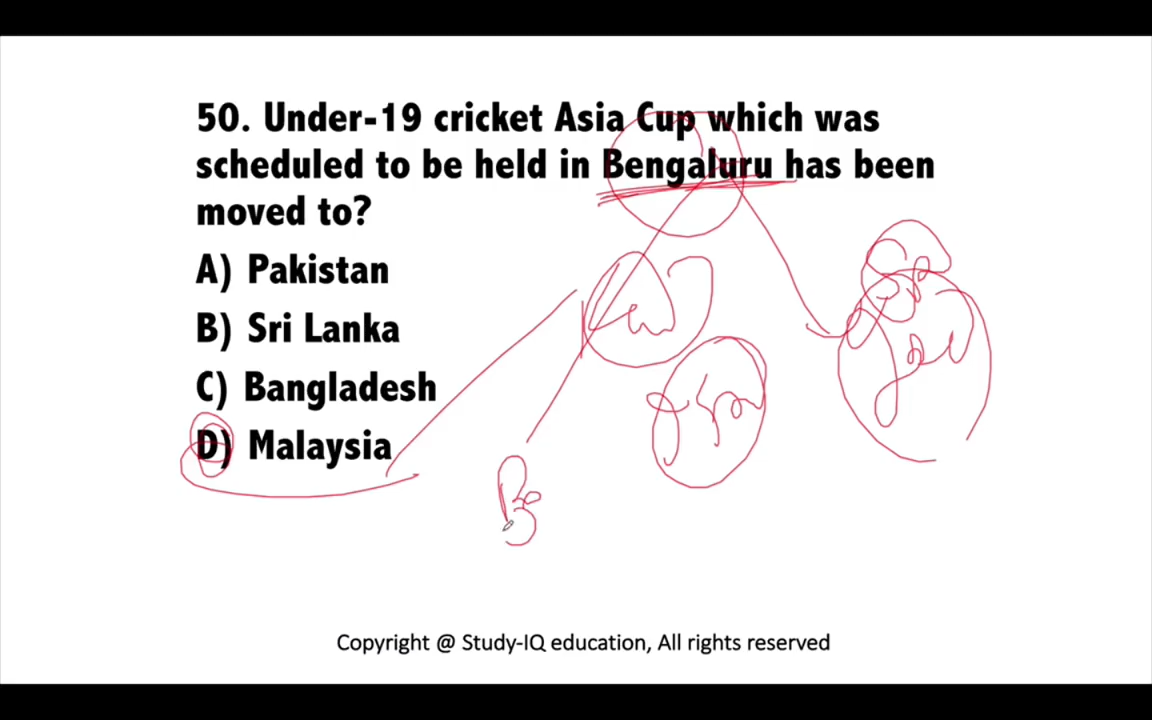 50. Under-19 cricket Asia Cup which was
scheduled to be held in Bengaluru has been
moved to?
A) Pakistan
B) Sri Lanka
C) Bangladesh
D) Malaysia
Copyright @ Study-IQ education, All rights reserved